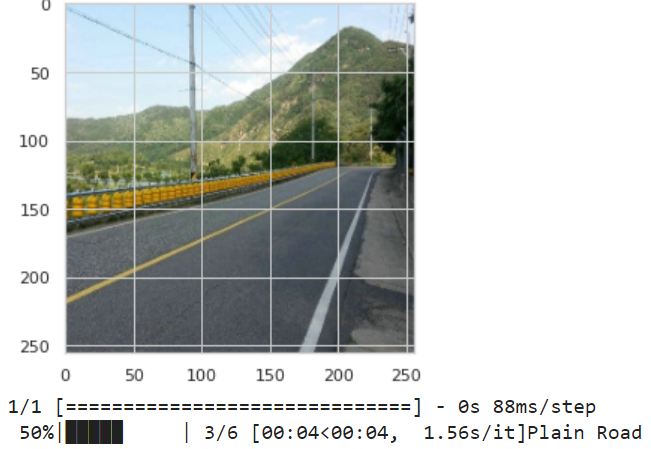 0
50
100
150
200
250
0 50 100 150 200 250
1/1 [==============================] - 0s 88ms/step
50%|█████     | 3/6 [00:04<00:04,  1.56s/it]Plain Road